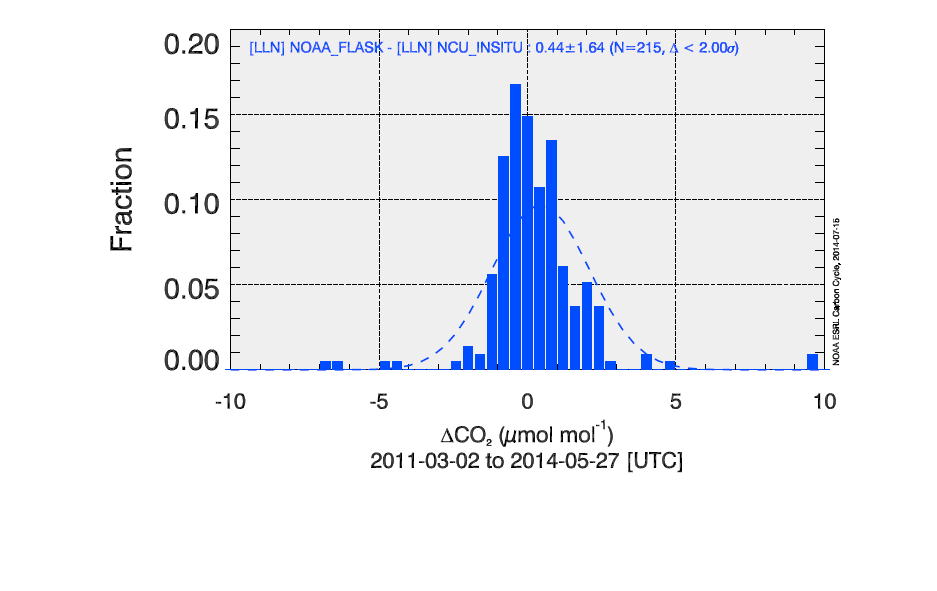 [LLN] NOAA_FLASK - [LLN] NCU_INSITU : 0.44±1.64 (N=215, Δ < 2.00σ)
0.20
0.15
0.10
0.05
0.00
Fraction
-10 -5 0 5 10
ΔCO₂ (μmol mol⁻¹)
2011-03-02 to 2014-05-27 [UTC]
NOAA ESRL Carbon Cycle, 2014-07-15